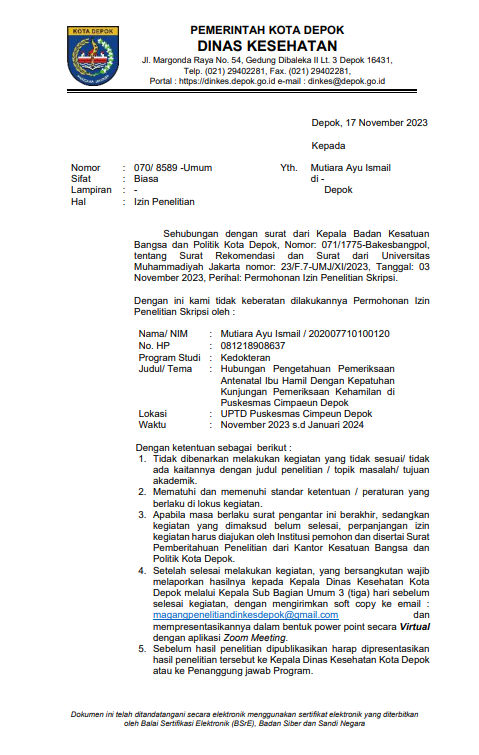 KOTA DEPOK
PEMERINTAH KOTA DEPOK
DINAS KESEHATAN
Jl. Margonda Raya No. 54, Gedung Dibaleka II Lt. 3 Depok 16431,
Telp. (021) 29402281, Fax. (021) 29402281,
Portal : https://dinkes.depok.go.id e-mail : dinkes@depok.go.id
Depok, 17 November 2023
Kepada
Nomor : 070/ 8589 -Umum Yth. Mutiara Ayu Ismail
Sifat : Biasa di -
Lampiran : - Depok
Hal : Izin Penelitian
Sehubungan dengan surat dari Kepala Badan Kesatuan
Bangsa dan Politik Kota Depok, Nomor: 071/1775-Bakesbangpol,
tentang Surat Rekomendasi dan Surat dari Universitas
Muhammadiyah Jakarta nomor: 23/F.7-UMJ/XI/2023, Tanggal: 03
November 2023, Perihal: Permohonan Izin Penelitian Skripsi.
Dengan ini kami tidak keberatan dilakukannya Permohonan Izin
Penelitian Skripsi oleh :
Nama/ NIM : Mutiara Ayu Ismail / 202007710100120
No. HP : 081218908637
Program Studi : Kedokteran
Judul/ Tema : Hubungan Pengetahuan Pemeriksaan
Antenatal Ibu Hamil Dengan Kepatuhan
Kunjungan Pemeriksaan Kehamilan di
Puskesmas Cimpaeun Depok
Lokasi : UPTD Puskesmas Cimpeun Depok
Waktu : November 2023 s.d Januari 2024
Dengan ketentuan sebagai berikut :
1. Tidak dibenarkan melakukan kegiatan yang tidak sesuai/ tidak
ada kaitannya dengan judul penelitian / topik masalah/ tujuan
akademik.
2. Mematuhi dan memenuhi standar ketentuan / peraturan yang
berlaku di lokus kegiatan.
3. Apabila masa berlaku surat pengantar ini berakhir, sedangkan
kegiatan yang dimaksud belum selesai, perpanjangan izin
kegiatan harus diajukan oleh Institusi pemohon dan disertai Surat
Pemberitahuan Penelitian dari Kantor Kesatuan Bangsa dan
Politik Kota Depok.
4. Setelah selesai melakukan kegiatan, yang bersangkutan wajib
melaporkan hasilnya kepada Kepala Dinas Kesehatan Kota
Depok melalui Kepala Sub Bagian Umum 3 (tiga) hari sebelum
selesai kegiatan, dengan mengirimkan soft copy ke email :
magangpenelitiandinkesdepok@gmail.com dan
mempresentasikannya dalam bentuk power point secara Virtual
dengan aplikasi Zoom Meeting.
5. Sebelum hasil penelitian dipublikasikan harap dipresentasikan
hasil penelitian tersebut ke Kepala Dinas Kesehatan Kota Depok
atau ke Penanggung jawab Program.
Dokumen ini telah ditandatangani secara elektronik menggunakan sertifikat elektronik yang diterbitkan
oleh Balai Sertifikasi Elektronik (BSrE), Badan Siber dan Sandi Negara